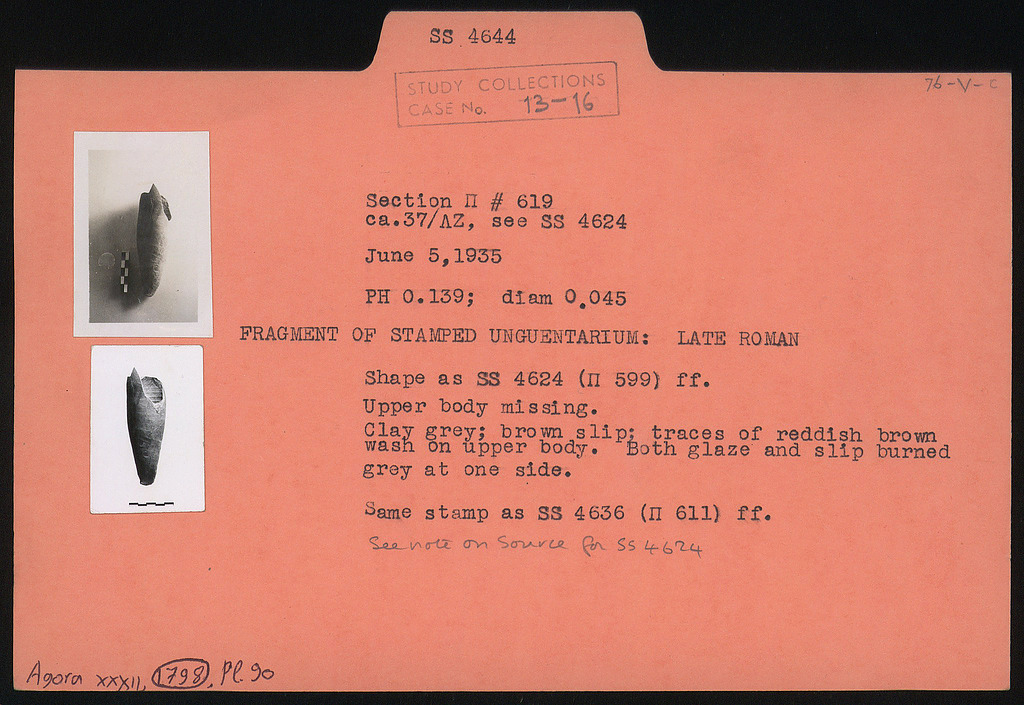 SS 4644
STUDY COLLECTIONS
CASE No. 13-16
76-V-C
Section Π # 619
ca.37/ΛΖ, see SS 4624
June 5,1935
PH 0.139; diam 0.045
FRAGMENT OF STAMPED UNGUENTARIUM: LATE ROMAN
Shape as SS 4624 (Π 599) ff.
Upper body missing.
Clay grey; brown slip; traces of reddish brown
wash on upper body. Both glaze and slip burned
grey at one side.
Same stamp as SS 4636 (Π 611) ff.
See note on Source for SS 4624
Agora XXXII, 1798, Pl. 90